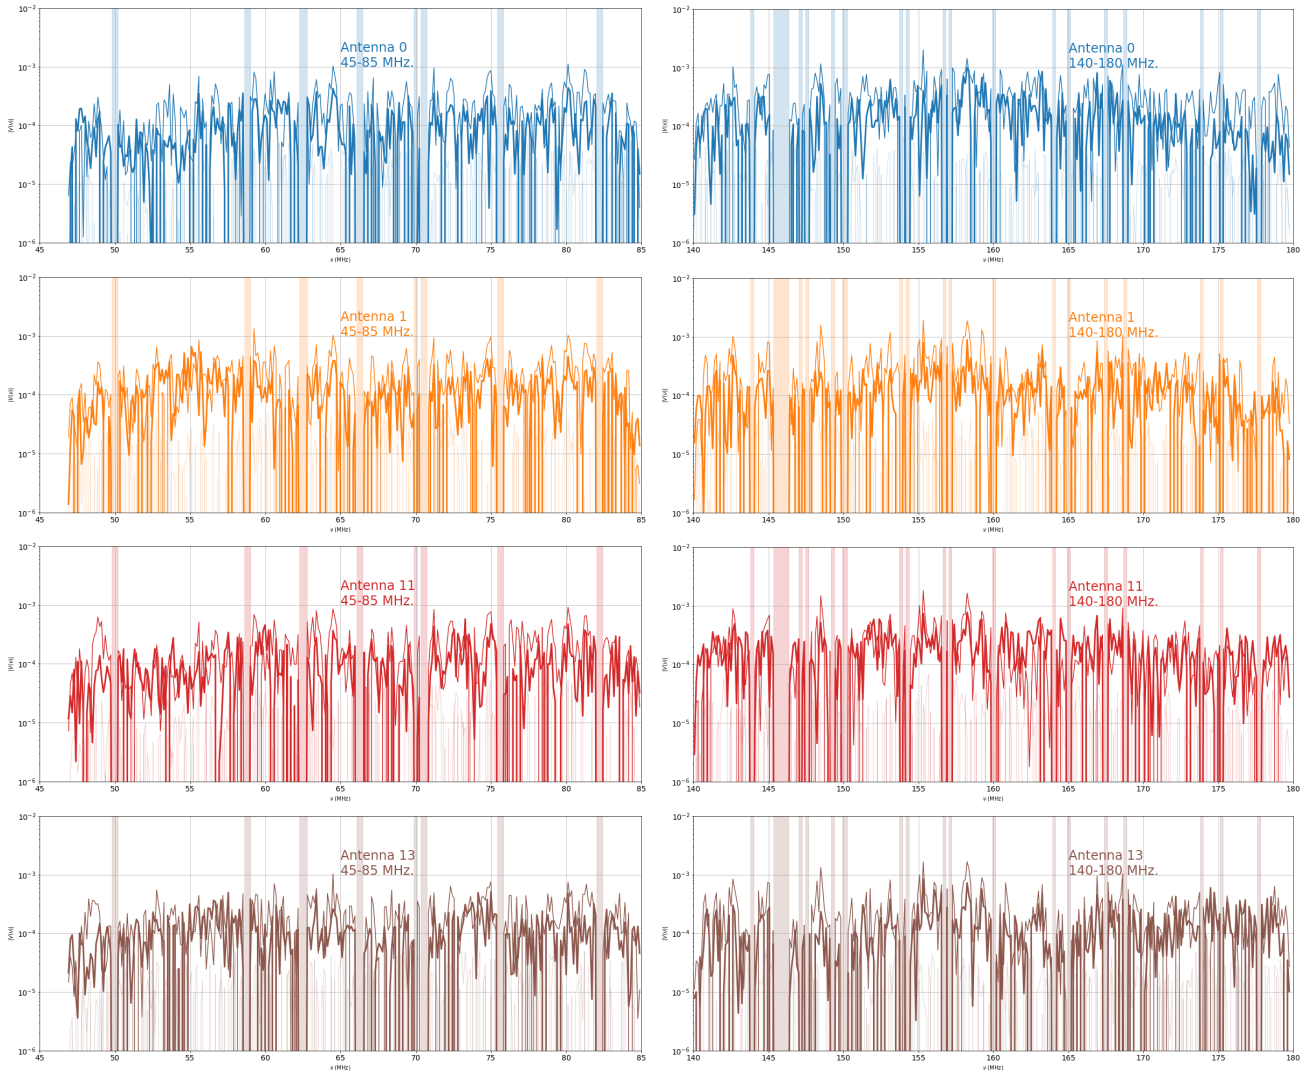 10⁻² 10⁻²
Antenna 0 Antenna 0
45-85 MHz. 140-180 MHz.
10⁻³ 10⁻³
|V(ν)| |V(ν)|
10⁻⁴ 10⁻⁴
10⁻⁵ 10⁻⁵
10⁻⁶ 10⁻⁶
45 50 55 60 65 70 75 80 85 140 145 150 155 160 165 170 175 180
ν (MHz) ν (MHz)
10⁻² 10⁻²
Antenna 1 Antenna 1
45-85 MHz. 140-180 MHz.
10⁻³ 10⁻³
|V(ν)| |V(ν)|
10⁻⁴ 10⁻⁴
10⁻⁵ 10⁻⁵
10⁻⁶ 10⁻⁶
45 50 55 60 65 70 75 80 85 140 145 150 155 160 165 170 175 180
ν (MHz) ν (MHz)
10⁻² 10⁻²
Antenna 11 Antenna 11
45-85 MHz. 140-180 MHz.
10⁻³ 10⁻³
|V(ν)| |V(ν)|
10⁻⁴ 10⁻⁴
10⁻⁵ 10⁻⁵
10⁻⁶ 10⁻⁶
45 50 55 60 65 70 75 80 85 140 145 150 155 160 165 170 175 180
ν (MHz) ν (MHz)
10⁻² 10⁻²
Antenna 13 Antenna 13
45-85 MHz. 140-180 MHz.
10⁻³ 10⁻³
|V(ν)| |V(ν)|
10⁻⁴ 10⁻⁴
10⁻⁵ 10⁻⁵
10⁻⁶ 10⁻⁶
45 50 55 60 65 70 75 80 85 140 145 150 155 160 165 170 175 180
ν (MHz) ν (MHz)